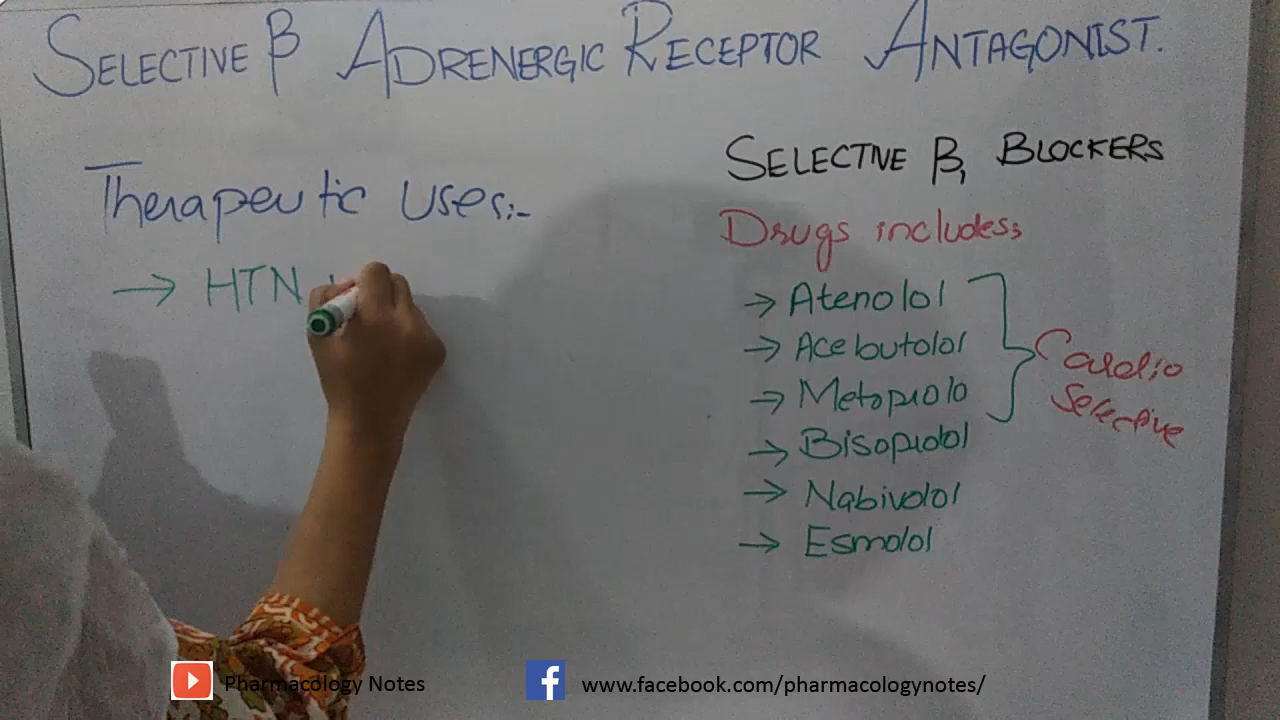 SELECTIVE β ADRENERGIC RECEPTOR ANTAGONIST.
Therapeutic uses:-
→ HTN
SELECTIVE β1 BLOCKERS
Drugs includes;
→ Atenolol
→ Acebutolol
→ Metoprolo
→ Bisoprolol
→ Nabivolol
→ Esmolol
Cardio
Selective
Pharmacology Notes
www.facebook.com/pharmacologynotes/